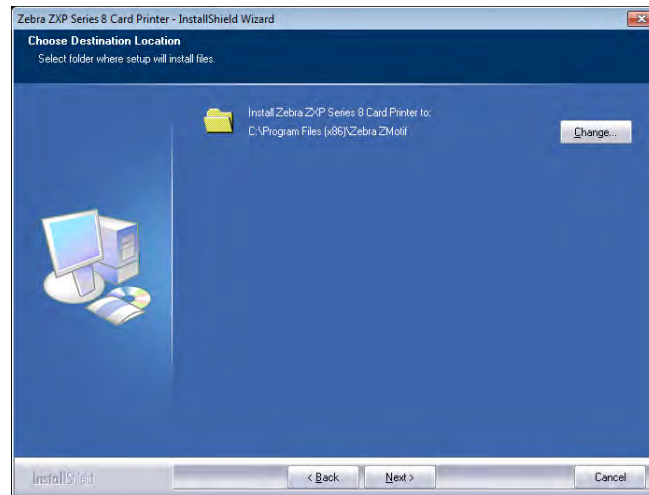 Zebra ZXP Series 8 Card Printer - InstallShield Wizard
Choose Destination Location
Select folder where setup will install files.
Install Zebra ZXP Series 8 Card Printer to:
C:\Program Files (x86)\Zebra ZMotif
Change...
InstallShield
< Back
Next >
Cancel